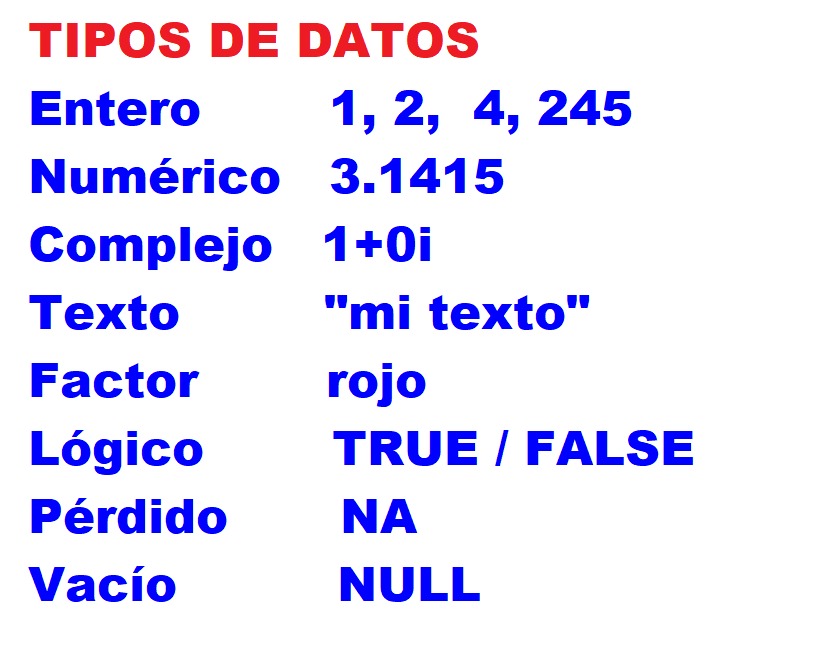 TIPOS DE DATOS
Entero 1, 2, 4, 245
Numérico 3.1415
Complejo 1+0i
Texto "mi texto"
Factor rojo
Lógico TRUE / FALSE
Pérdido NA
Vacío NULL